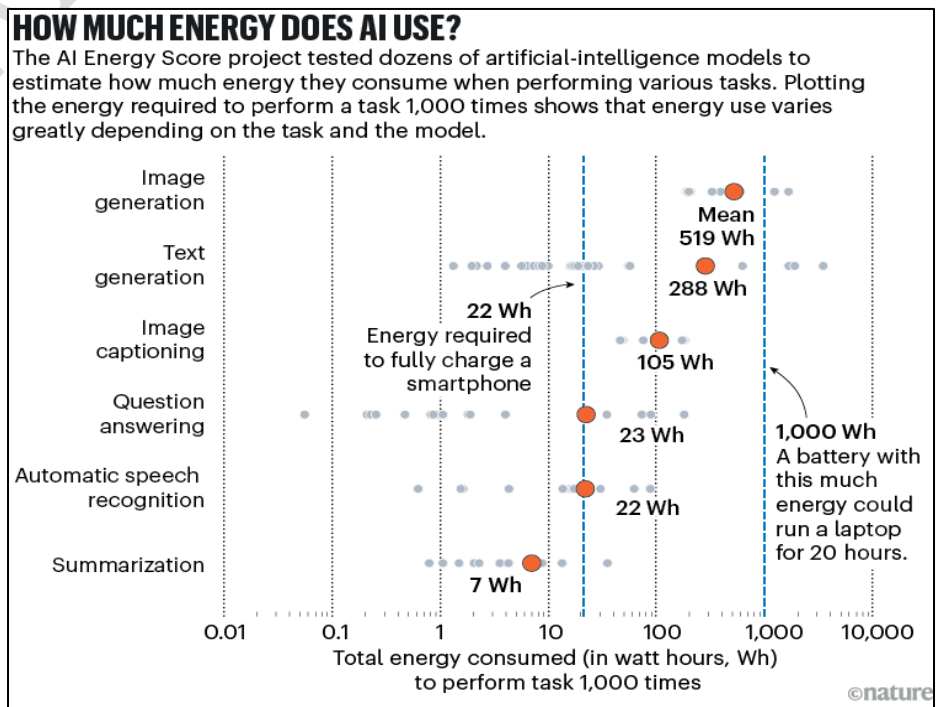 HOW MUCH ENERGY DOES AI USE?
The AI Energy Score project tested dozens of artificial-intelligence models to
estimate how much energy they consume when performing various tasks. Plotting
the energy required to perform a task 1,000 times shows that energy use varies
greatly depending on the task and the model.
Image
generation
Mean
519 Wh
Text
generation
288 Wh
22 Wh
Energy required
to fully charge a
smartphone
Image
captioning
105 Wh
Question
answering
23 Wh
1,000 Wh
A battery with
this much
energy could
run a laptop
for 20 hours.
Automatic speech
recognition
22 Wh
Summarization
7 Wh
0.01 0.1 1 10 100 1,000 10,000
Total energy consumed (in watt hours, Wh)
to perform task 1,000 times
©nature